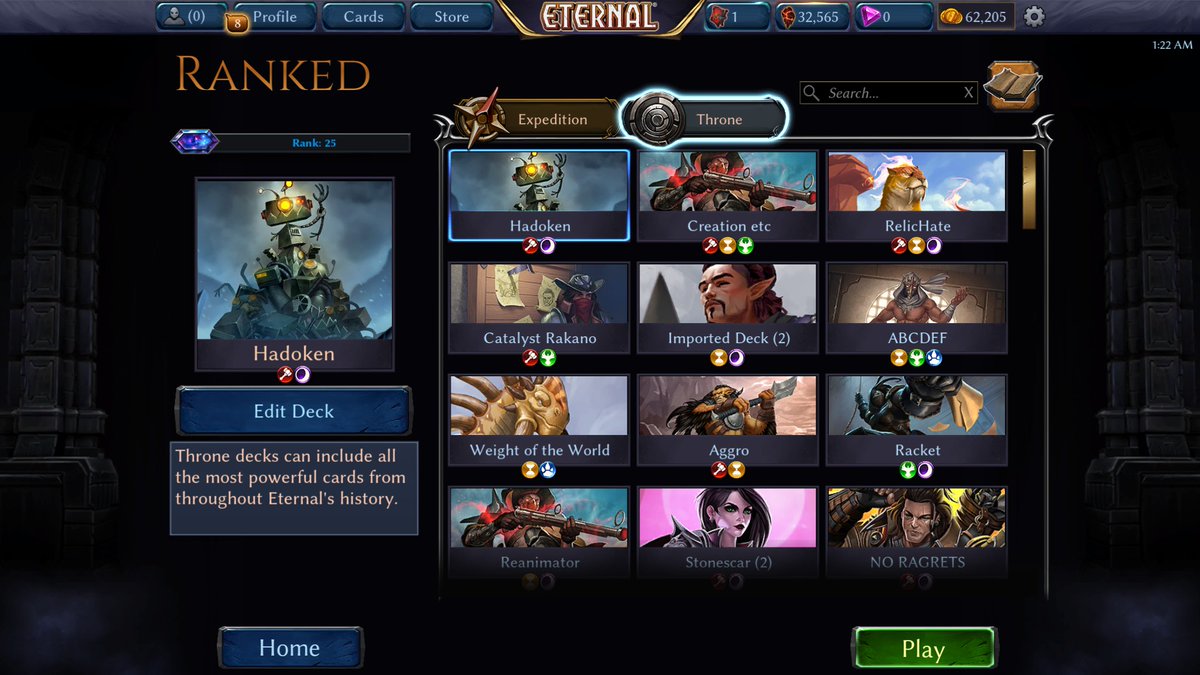 (0)
8
Profile
Cards
Store
ETERNAL
1
32,565
0
62,205
1:22 AM
RANKED
Expedition
Throne
Search...
X
Rank: 25
Hadoken
Edit Deck
Throne decks can include all
the most powerful cards from
throughout Eternal's history.
Hadoken
Creation etc
RelicHate
Catalyst Rakano
Imported Deck (2)
ABCDEF
Weight of the World
Aggro
Racket
Reanimator
Stonescar (2)
NO RAGRETS
Home
Play